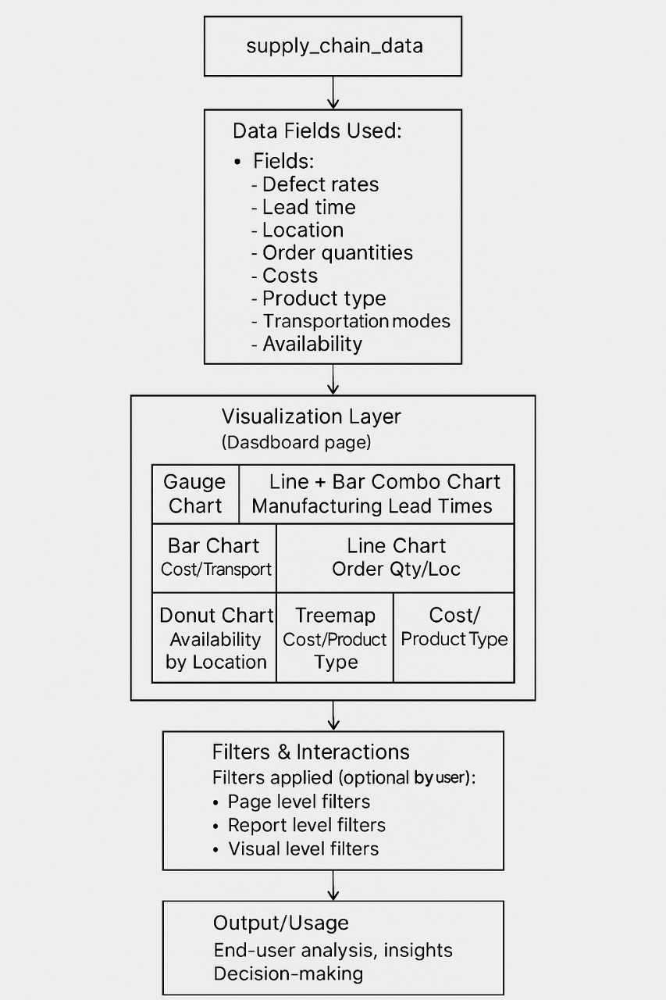 supply_chain_data
Data Fields Used:
• Fields:
- Defect rates
- Lead time
- Location
- Order quantities
- Costs
- Product type
- Transportation modes
- Availability
Visualization Layer
(Dasdboard page)
Gauge
Chart
Line + Bar Combo Chart
Manufacturing Lead Times
Bar Chart
Cost/Transport
Line Chart
Order Qty/Loc
Donut Chart
Availability
by Location
Treemap
Cost/Product
Type
Cost/
Product Type
Filters & Interactions
Filters applied (optional by user):
• Page level filters
• Report level filters
• Visual level filters
Output/Usage
End-user analysis, insights
Decision-making